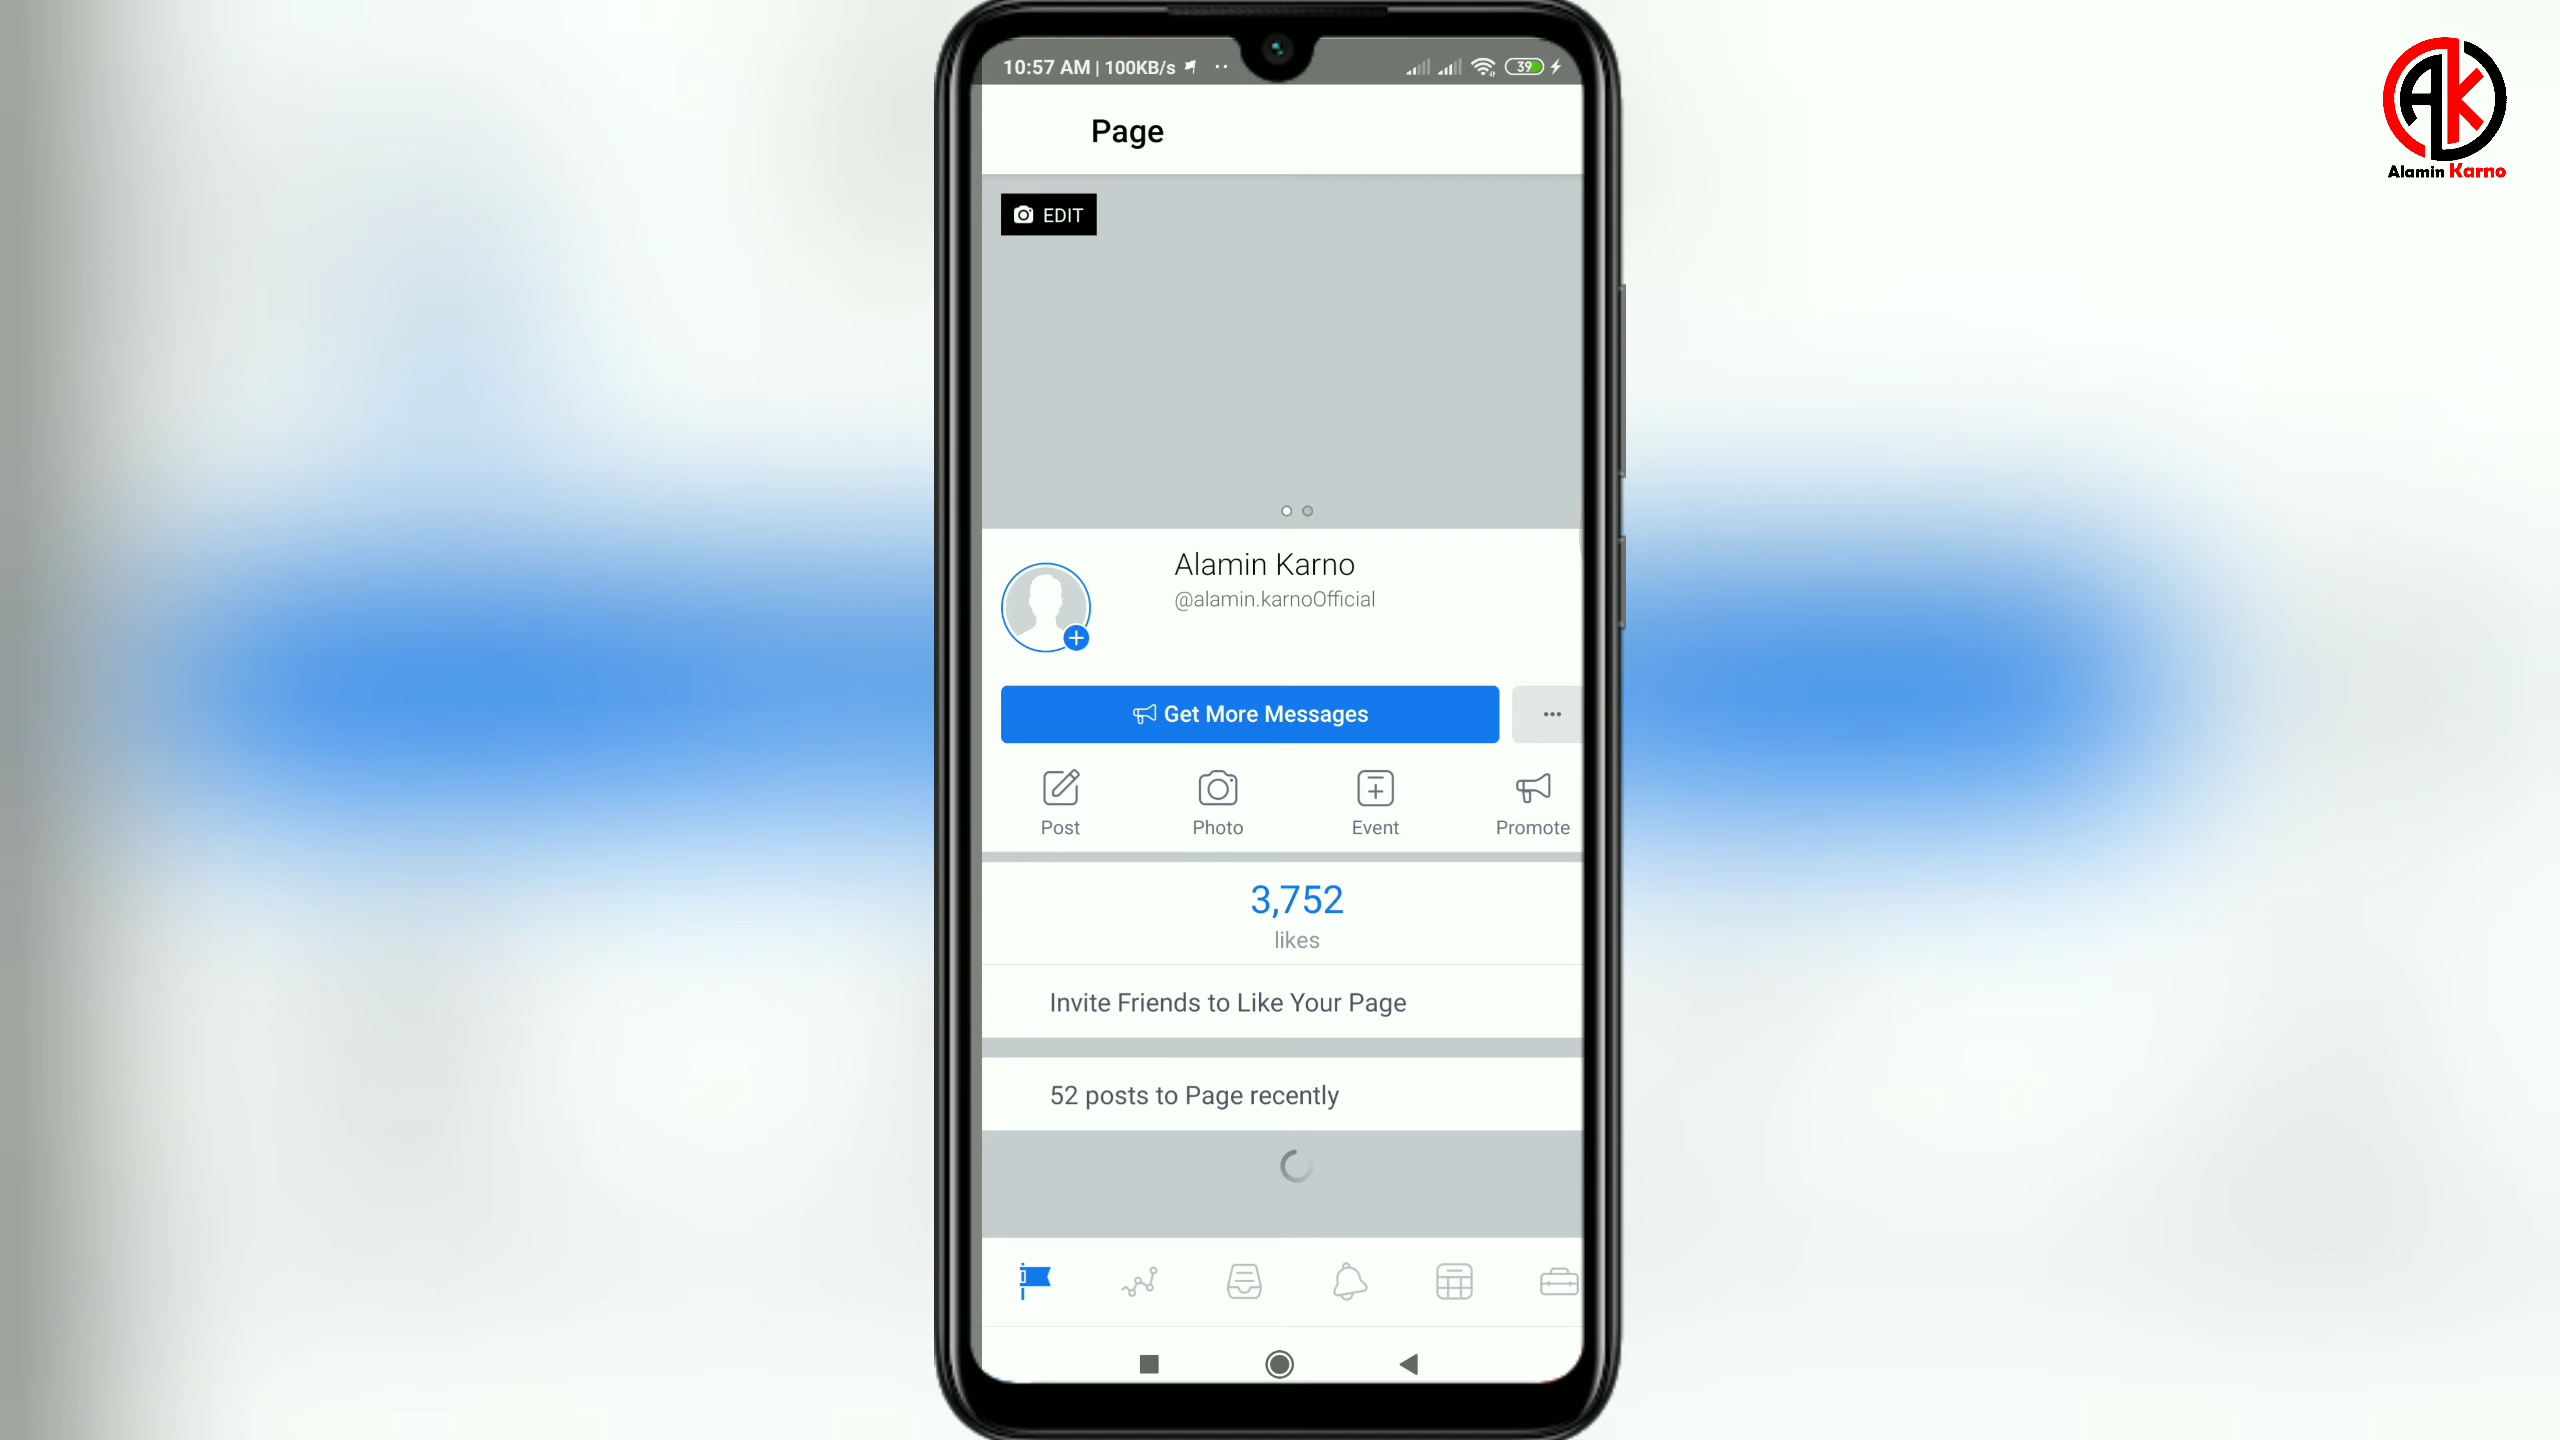 10:57 AM | 100KB/s
39
Page
EDIT
Alamin Karno
@alamin.karnoOfficial
Get More Messages
Post
Photo
Event
Promote
3,752
likes
Invite Friends to Like Your Page
52 posts to Page recently
AK
Alamin Karno